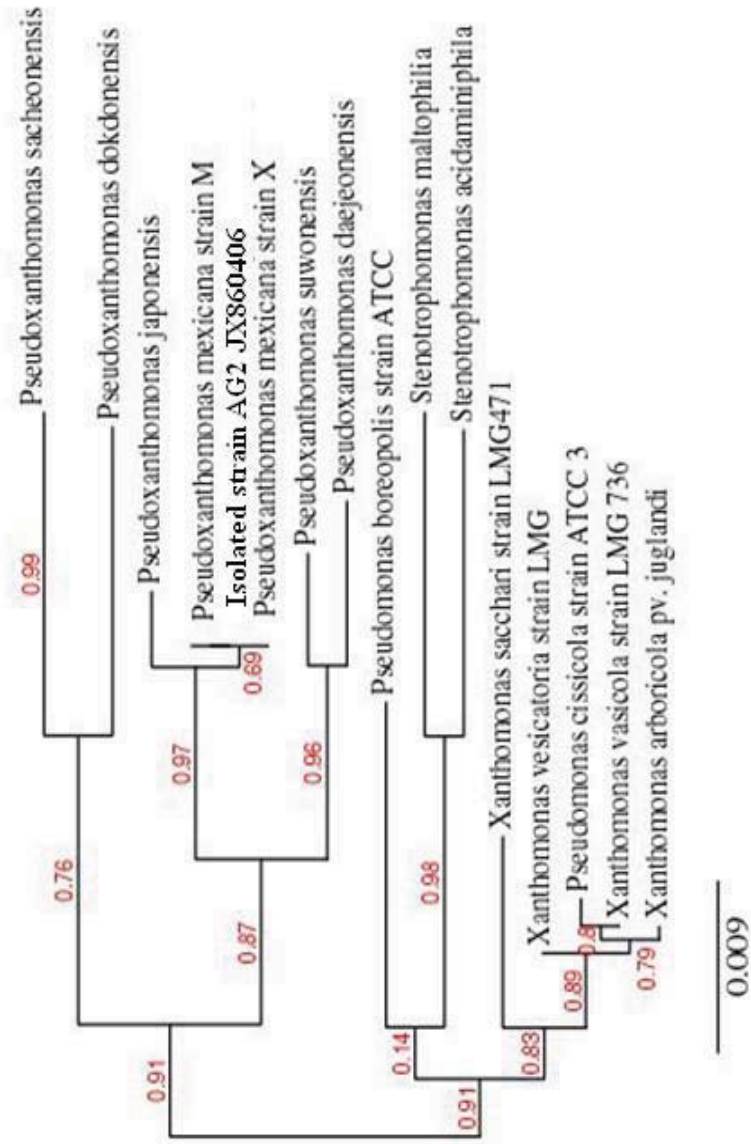 Pseudoxanthomonas sacheonensis
0.99
Pseudoxanthomonas dokdonensis
0.76
Pseudoxanthomonas japonensis
Pseudoxanthomonas mexicana strain M
Isolated strain AG2 JX860406
Pseudoxanthomonas mexicana strain X
0.69
0.97
Pseudoxanthomonas suwonensis
Pseudoxanthomonas daejeonensis
0.96
0.87
0.91
Pseudomonas boreopolis strain ATCC
Stenotrophomonas maltophilia
Stenotrophomonas acidaminiphila
0.98
0.14
Xanthomonas sacchari strain LMG471
Xanthomonas vesicatoria strain LMG
Pseudomonas cissicola strain ATCC 3
0.8
Xanthomonas vasicola strain LMG 736
Xanthomonas arboricola pv. juglandi
0.79
0.89
0.83
0.91
0.009